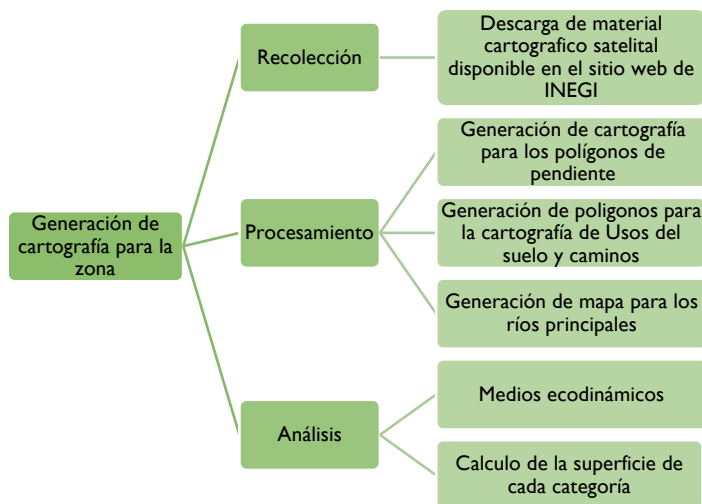 Generación de
cartografía para la
zona
Recolección
Descarga de material
cartografico satelital
disponible en el sitio web de
INEGI
Procesamiento
Generación de cartografía
para los polígonos de
pendiente
Generación de poligonos para
la cartografía de Usos del
suelo y caminos
Generación de mapa para los
ríos principales
Análisis
Medios ecodinámicos
Calculo de la superficie de
cada categoría